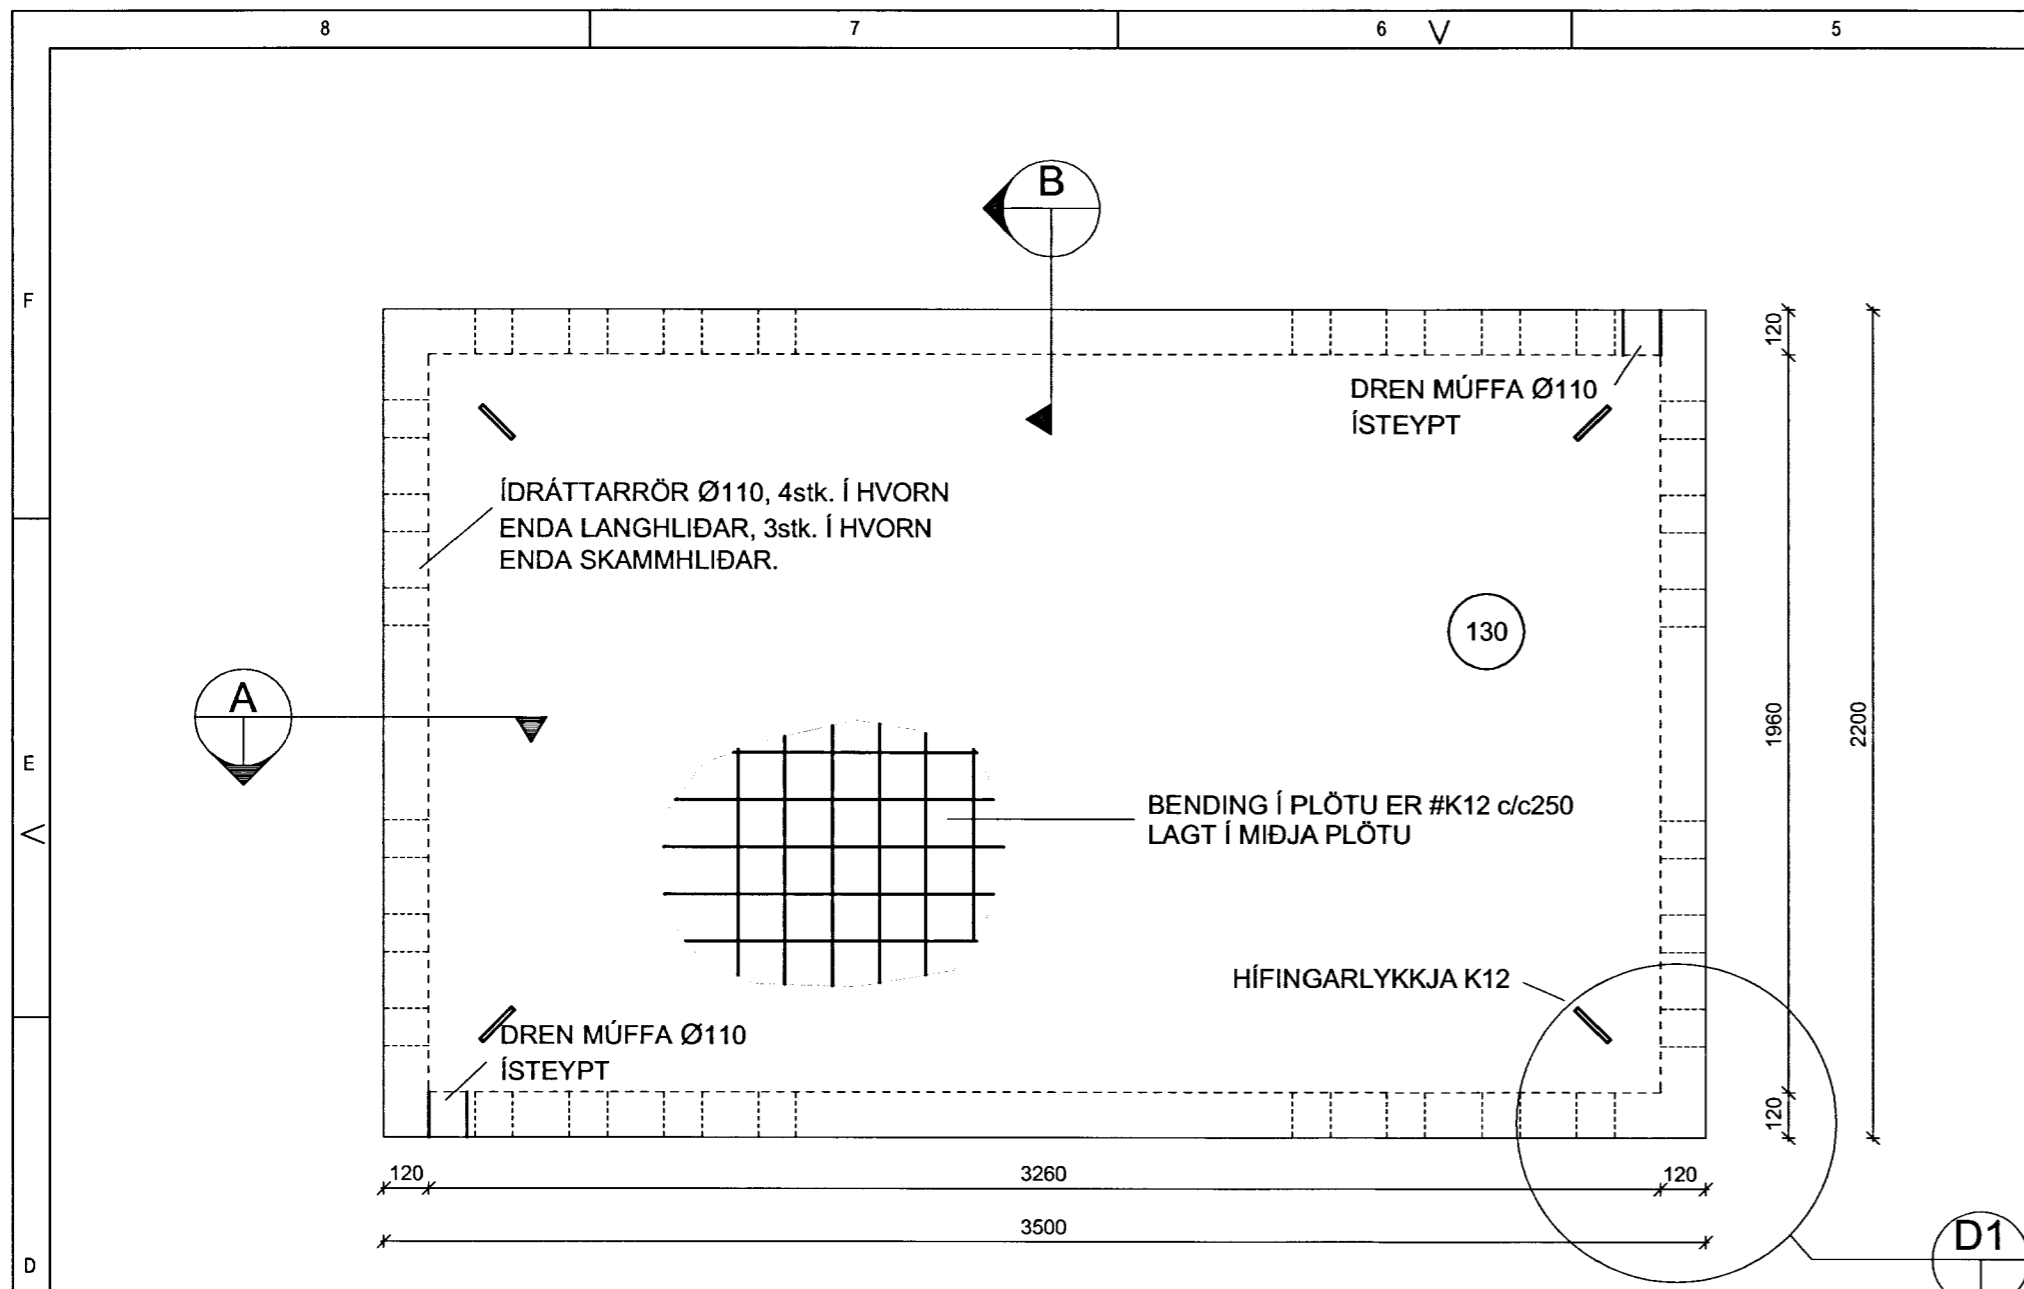 8
7
6
5
B
F
120
DREN MÚFFA Ø110
ÍSTEYPT
ÍDRÁTTARRÖR Ø110, 4stk. Í HVORN
ENDA LANGHLIÐAR, 3stk. Í HVORN
ENDA SKAMMHLIÐAR.
130
A
1960
2200
E
BENDING Í PLÖTU ER #K12 c/c250
LAGT Í MIÐJA PLÖTU
HÍFINGARLYKKJA K12
DREN MÚFFA Ø110
ÍSTEYPT
120
120
3260
120
3500
D1
D